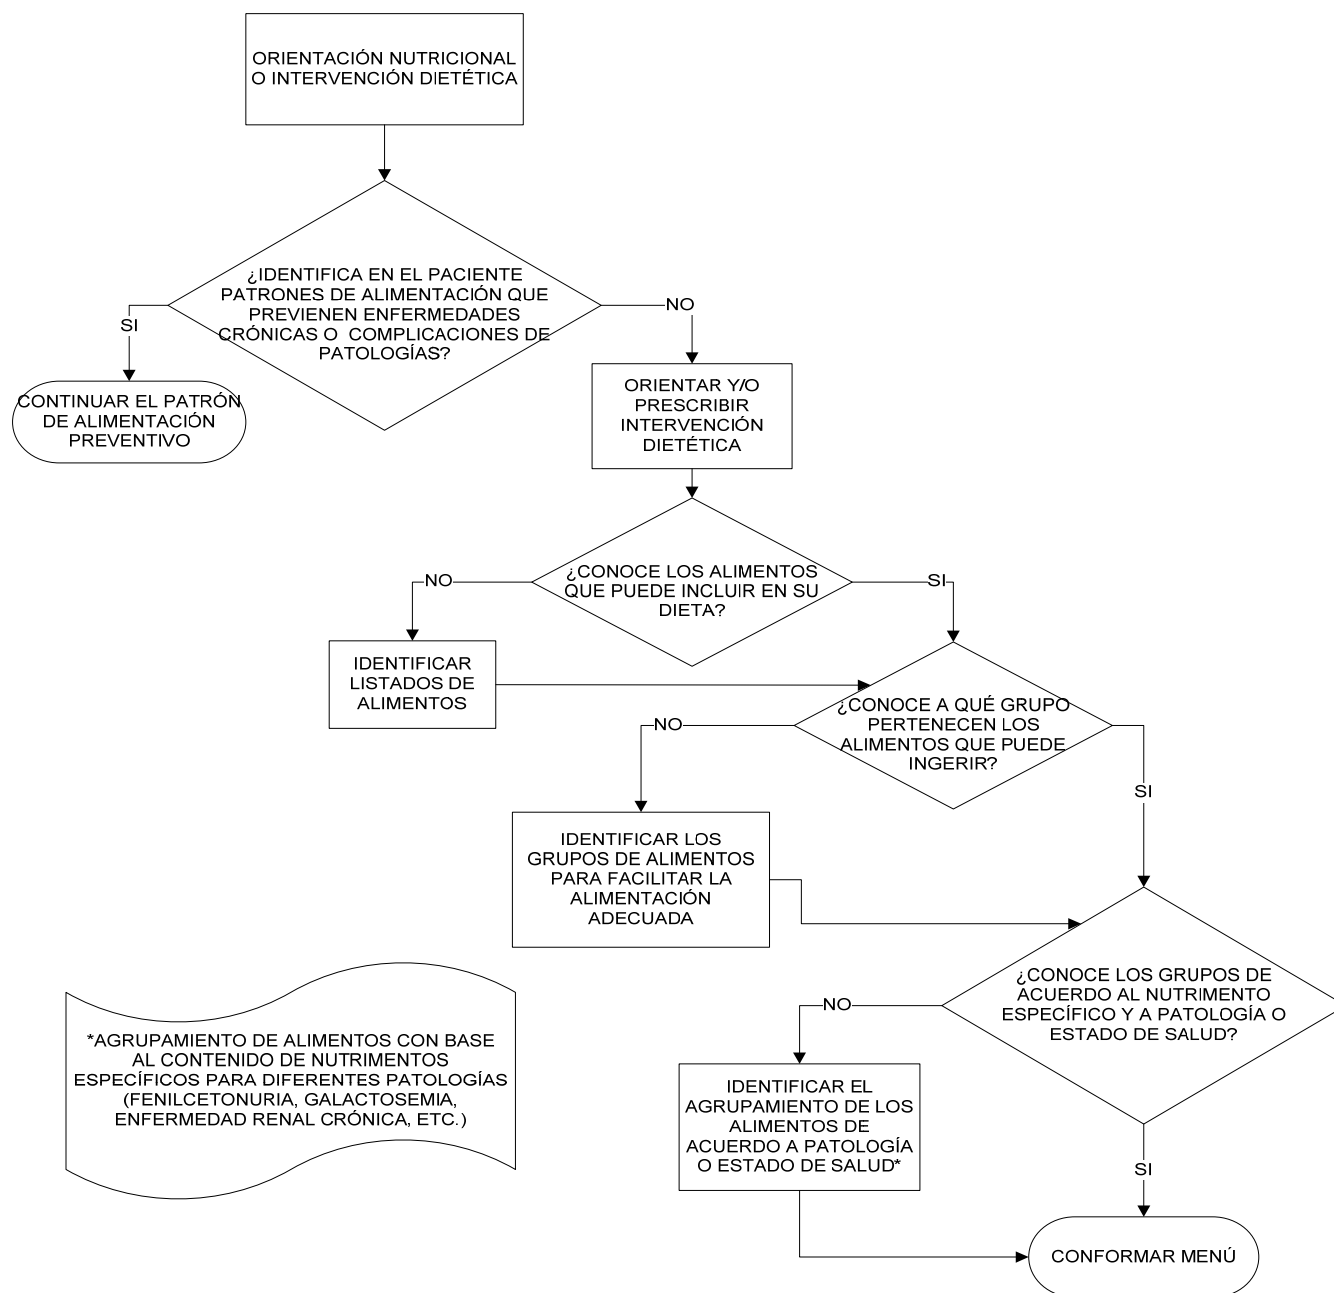 ORIENTACIÓN NUTRICIONAL
O INTERVENCIÓN DIETÉTICA
¿IDENTIFICA EN EL PACIENTE
PATRONES DE ALIMENTACIÓN QUE
PREVIENEN ENFERMEDADES
CRÓNICAS O COMPLICACIONES DE
PATOLOGÍAS?
SI
NO
CONTINUAR EL PATRÓN
DE ALIMENTACIÓN
PREVENTIVO
ORIENTAR Y/O
PRESCRIBIR
INTERVENCIÓN
DIETÉTICA
¿CONOCE LOS ALIMENTOS
QUE PUEDE INCLUIR EN SU
DIETA?
NO
SI
IDENTIFICAR
LISTADOS DE
ALIMENTOS
¿CONOCE A QUÉ GRUPO
PERTENECEN LOS
ALIMENTOS QUE PUEDE
INGERIR?
NO
SI
IDENTIFICAR LOS
GRUPOS DE ALIMENTOS
PARA FACILITAR LA
ALIMENTACIÓN
ADECUADA
¿CONOCE LOS GRUPOS DE
ACUERDO AL NUTRIMENTO
ESPECÍFICO Y A PATOLOGÍA O
ESTADO DE SALUD?
NO
SI
*AGRUPAMIENTO DE ALIMENTOS CON BASE
AL CONTENIDO DE NUTRIMENTOS
ESPECÍFICOS PARA DIFERENTES PATOLOGÍAS
(FENILCETONURIA, GALACTOSEMIA,
ENFERMEDAD RENAL CRÓNICA, ETC.)
IDENTIFICAR EL
AGRUPAMIENTO DE LOS
ALIMENTOS DE
ACUERDO A PATOLOGÍA
O ESTADO DE SALUD*
CONFORMAR MENÚ